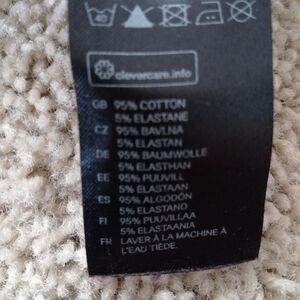 40
clevercare.info
GB 95% COTTON
5% ELASTANE
CZ 95% BAVLNA
5% ELASTAN
DE 95% BAUMWOLLE
5% ELASTHAN
EE 95% PUUVILL
5% ELASTAAN
ES 95% ALGODÓN
5% ELASTANO
FI 95% PUUVILLAA
5% ELASTAANIA
FR LAVER À LA MACHINE À
L'EAU TIÈDE.